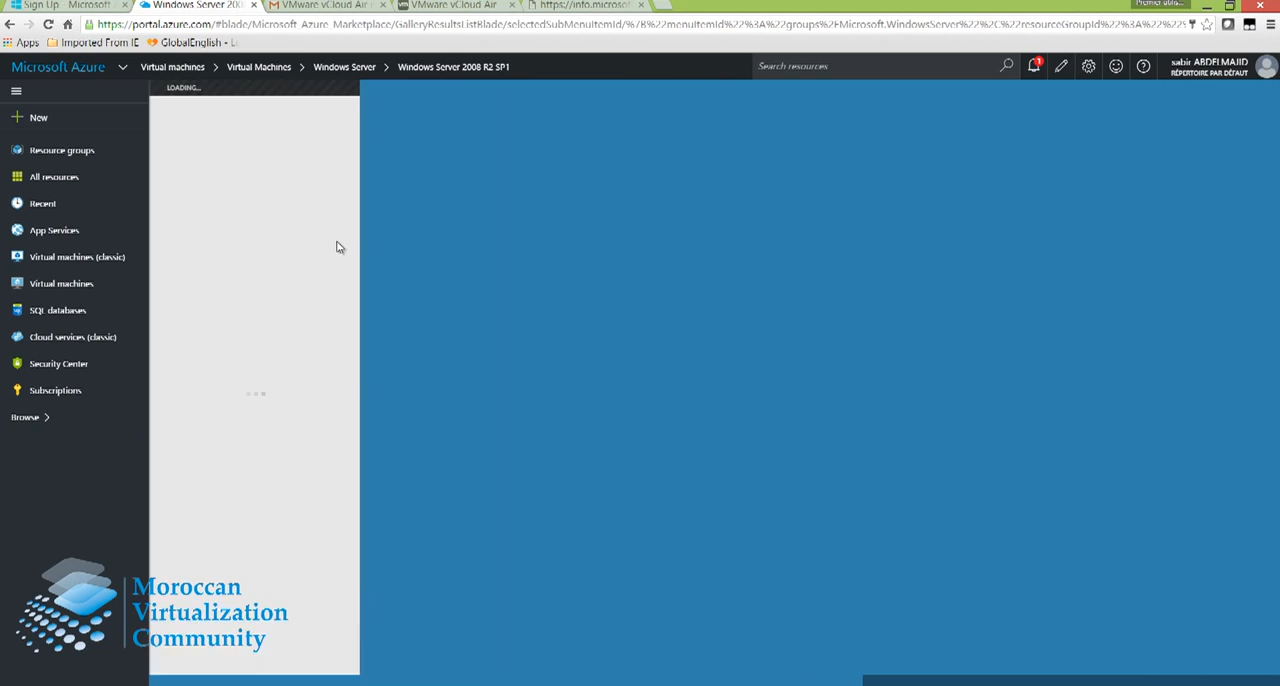 Sign Up Microsoft
Windows Server 200
VMware vCloud Air
VMware vCloud Air
https://info.microsof
Premier utilis...
https://portal.azure.com/#blade/Microsoft_Azure_Marketplace/GalleryResultsListBlade/selectedSubMenuItemId/%7B%22menuItemId%22%3A%22groups%2FMicrosoft.WindowsServer%22%2C%22resourceGroupId%22%3A%22%22S
Apps
Imported From IE
GlobalEnglish - L
Microsoft Azure
Virtual machines > Virtual Machines > Windows Server > Windows Server 2008 R2 SP1
Search resources
1
sabir ABDELMAJID
RÉPERTOIRE PAR DÉFAUT
LOADING...
New
Resource groups
All resources
Recent
App Services
Virtual machines (classic)
Virtual machines
SQL databases
Cloud services (classic)
Security Center
Subscriptions
Browse >
Moroccan
Virtualization
Community